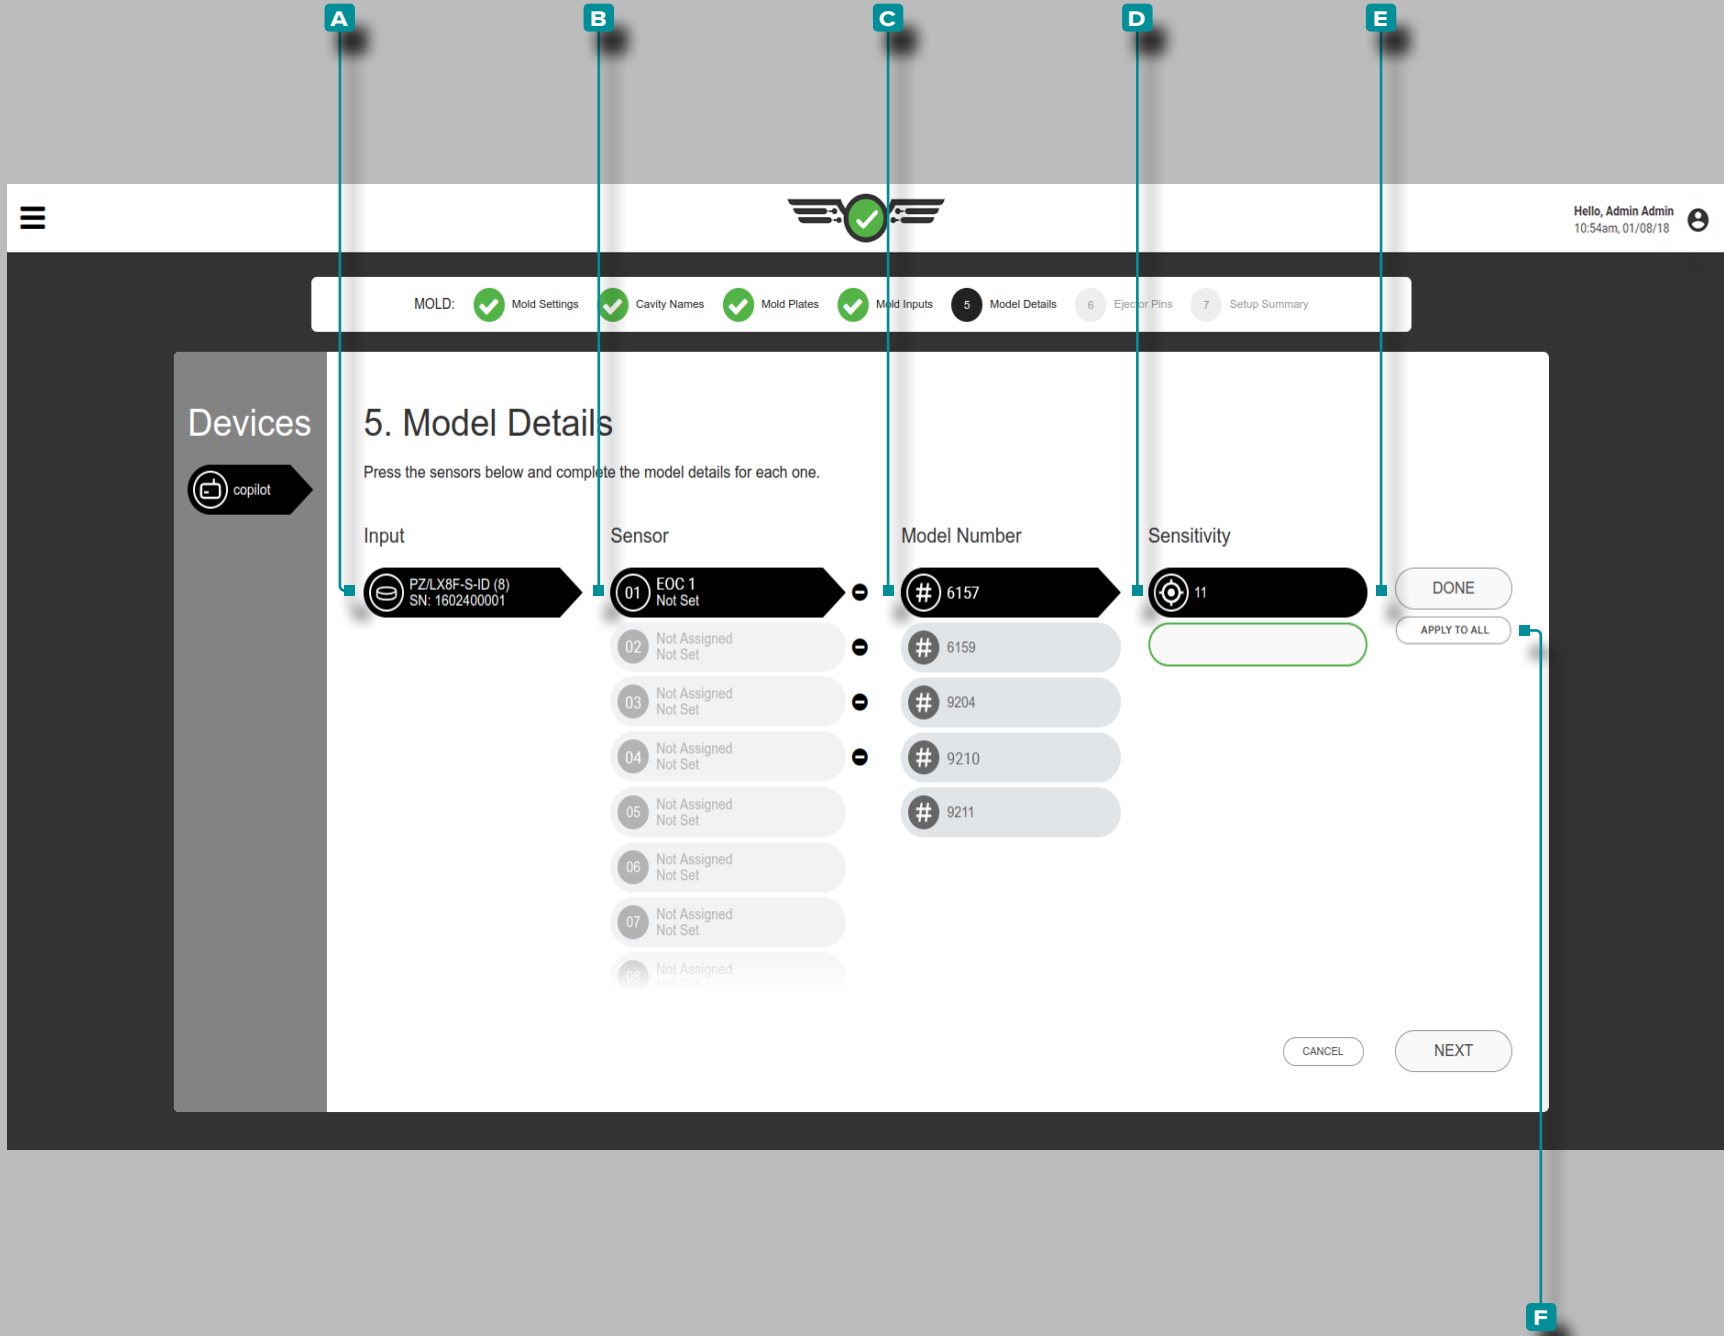 A B C D E
Hello, Admin Admin
10:54am, 01/08/18
MOLD: Mold Settings Cavity Names Mold Plates Mold Inputs 5 Model Details 6 Ejector Pins 7 Setup Summary
Devices
copilot
5. Model Details
Press the sensors below and complete the model details for each one.
Input
PZ/LX8F-S-ID (8)
SN: 1602400001
Sensor
01 EOC 1
Not Set
02 Not Assigned
Not Set
03 Not Assigned
Not Set
04 Not Assigned
Not Set
05 Not Assigned
Not Set
06 Not Assigned
Not Set
07 Not Assigned
Not Set
08 Not Assigned
Not Set
Model Number
# 6157
# 6159
# 9204
# 9210
# 9211
Sensitivity
11
DONE
APPLY TO ALL
CANCEL
NEXT
F